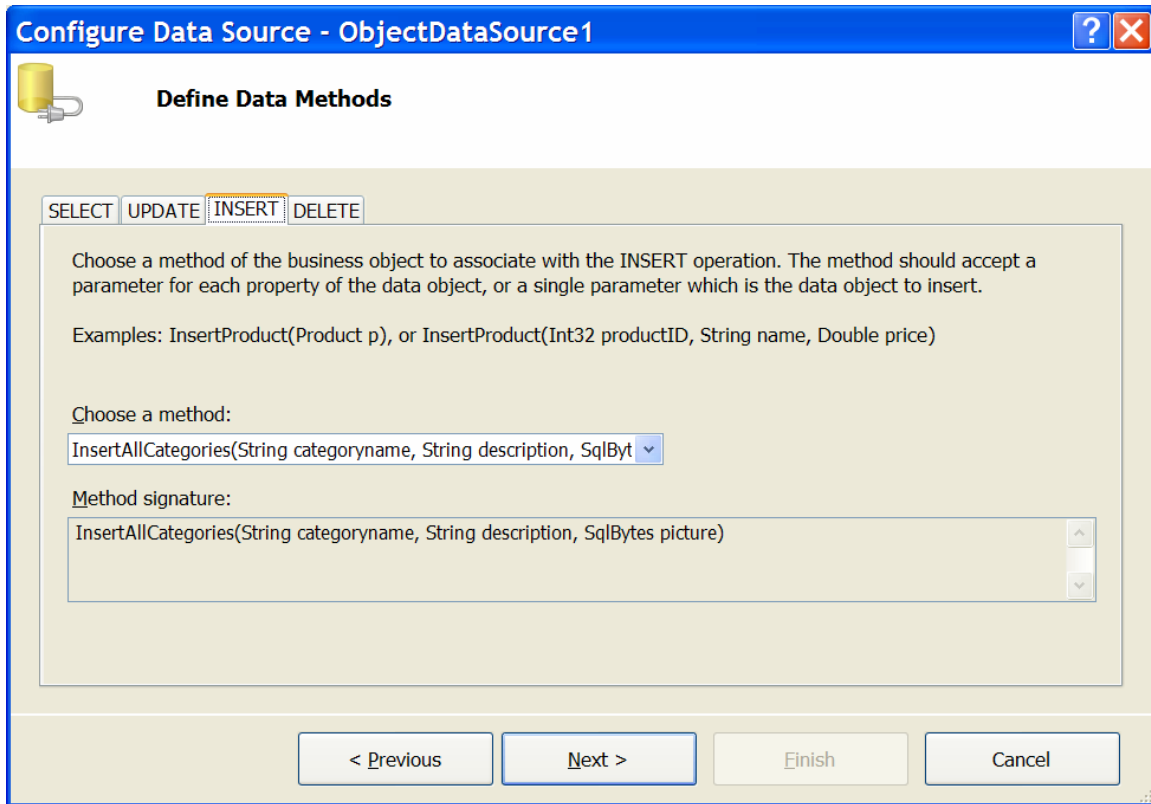 Configure Data Source - ObjectDataSource1
Define Data Methods
SELECT UPDATE INSERT DELETE
Choose a method of the business object to associate with the INSERT operation. The method should accept a
parameter for each property of the data object, or a single parameter which is the data object to insert.
Examples: InsertProduct(Product p), or InsertProduct(Int32 productID, String name, Double price)
Choose a method:
InsertAllCategories(String categoryname, String description, SqlByt
Method signature:
InsertAllCategories(String categoryname, String description, SqlBytes picture)
< Previous Next > Finish Cancel